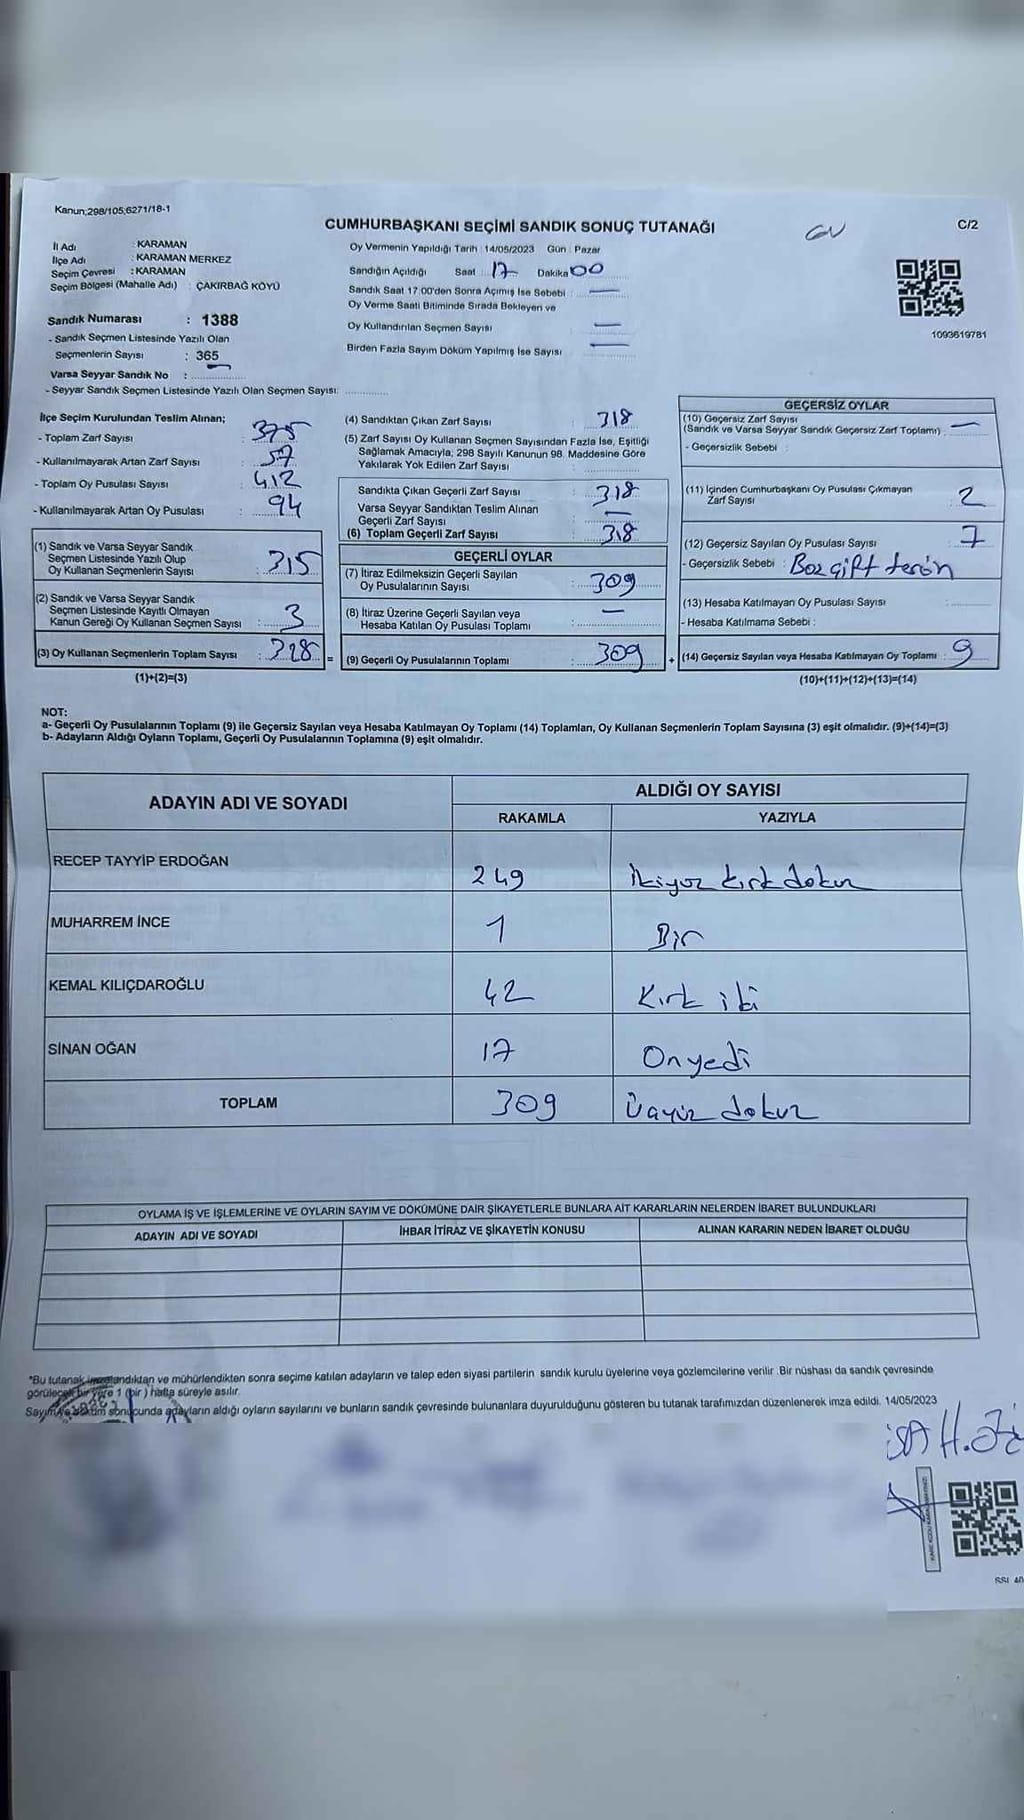 Kanun;298/105,6271/18-1
CUMHURBAŞKANI SEÇİMİ SANDIK SONUÇ TUTANAĞI
C/2
İl Adı : KARAMAN
İlçe Adı : KARAMAN MERKEZ
Seçim Çevresi : KARAMAN
Seçim Bölgesi (Mahalle Adı) : ÇAKIRBAĞ KÖYÜ
Sandık Numarası : 1388
- Sandık Seçmen Listesinde Yazılı Olan
Seçmenlerin Sayısı : 365
Varsa Seyyar Sandık No :
- Seyyar Sandık Seçmen Listesinde Yazılı Olan Seçmen Sayısı:
Oy Vermenin Yapıldığı Tarih : 14/05/2023 Gün : Pazar
Sandığın Açıldığı Saat 17 Dakika 00
Sandık Saat 17:00'den Sonra Açımış İse Sebebi : —
Oy Verme Saati Bitiminde Sırada Bekleyen ve
Oy Kullandırılan Seçmen Sayısı —
Birden Fazla Sayım Döküm Yapılmış İse Sayısı —
1093619781
İlçe Seçim Kurulundan Teslim Alınan;
- Toplam Zarf Sayısı : 375
- Kullanılmayarak Artan Zarf Sayısı : 57
- Toplam Oy Pusulası Sayısı : 412
- Kullanılmayarak Artan Oy Pusulası : 94
(1) Sandık ve Varsa Seyyar Sandık
Seçmen Listesinde Yazılı Olup
Oy Kullanan Seçmenlerin Sayısı : 315
(2) Sandık ve Varsa Seyyar Sandık
Seçmen Listesinde Kayıtlı Olmayan
Kanun Gereği Oy Kullanan Seçmen Sayısı : 3
(3) Oy Kullanan Seçmenlerin Toplam Sayısı : 328 =
(1)+(2)=(3)
(4) Sandıktan Çıkan Zarf Sayısı : 318
(5) Zarf Sayısı Oy Kullanan Seçmen Sayısından Fazla İse, Eşitliği
Sağlamak Amacıyla, 298 Sayılı Kanunun 98. Maddesine Göre
Yakılarak Yok Edilen Zarf Sayısı :
Sandıkta Çıkan Geçerli Zarf Sayısı : 318
Varsa Seyyar Sandıktan Teslim Alınan
Geçerli Zarf Sayısı : —
(6) Toplam Geçerli Zarf Sayısı : 318
GEÇERLİ OYLAR
(7) İtiraz Edilmeksizin Geçerli Sayılan
Oy Pusulalarının Sayısı : 309
(8) İtiraz Üzerine Geçerli Sayılan veya
Hesaba Katılan Oy Pusulası Toplamı : —
(9) Geçerli Oy Pusulalarının Toplamı : 309 +
GEÇERSİZ OYLAR
(10) Geçersiz Zarf Sayısı
(Sandık ve Varsa Seyyar Sandık Geçersiz Zarf Toplamı) : —
- Geçersizlik Sebebi :
(11) İçinden Cumhurbaşkanı Oy Pusulası Çıkmayan
Zarf Sayısı : 2
(12) Geçersiz Sayılan Oy Pusulası Sayısı : 7
- Geçersizlik Sebebi :
(13) Hesaba Katılmayan Oy Pusulası Sayısı :
- Hesaba Katılmama Sebebi :
(14) Geçersiz Sayılan veya Hesaba Katılmayan Oy Toplamı : 9
(10)+(11)+(12)+(13)=(14)
NOT:
a- Geçerli Oy Pusulalarının Toplamı (9) ile Geçersiz Sayılan veya Hesaba Katılmayan Oy Toplamı (14) Toplamları, Oy Kullanan Seçmenlerin Toplam Sayısına (3) eşit olmalıdır. (9)+(14)=(3)
b- Adayların Aldığı Oyların Toplamı, Geçerli Oy Pusulalarının Toplamına (9) eşit olmalıdır.
ADAYIN ADI VE SOYADI
ALDIĞI OY SAYISI
RAKAMLA YAZIYLA
RECEP TAYYİP ERDOĞAN 249 İkiyüz kırk dokuz
MUHARREM İNCE 1 Bir
KEMAL KILIÇDAROĞLU 42 Kırk iki
SİNAN OĞAN 17 Onyedi
TOPLAM 309 Üçyüz dokuz
OYLAMA İŞ VE İŞLEMLERİNE VE OYLARIN SAYIM VE DÖKÜMÜNE DAİR ŞİKAYETLERLE BUNLARA AİT KARARLARIN NELERDEN İBARET BULUNDUKLARI
ADAYIN ADI VE SOYADI İHBAR İTİRAZ VE ŞİKAYETİN KONUSU ALINAN KARARIN NEDEN İBARET OLDUĞU
*Bu tutanak imzalandıktan ve mühürlendikten sonra seçime katılan adayların ve talep eden siyasi partilerin sandık kurulu üyelerine veya gözlemcilerine verilir. Bir nüshası da sandık çevresinde
görülecek bir yere 1 (bir) hafta süreyle asılır.
Sayım ve döküm sonucunda adayların aldığı oyların sayılarını ve bunların sandık çevresinde bulunanlara duyurulduğunu gösteren bu tutanak tarafımızdan düzenlenerek imza edildi. 14/05/2023